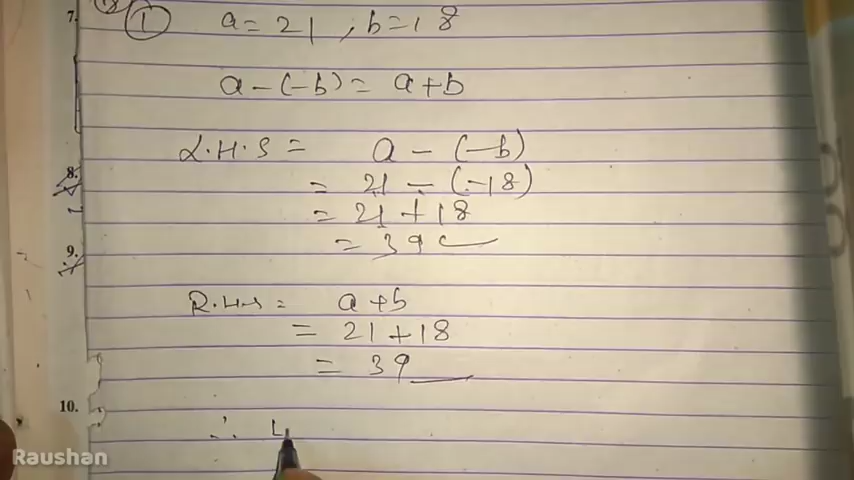 7.
① a = 21 , b = 18
a - (-b) = a + b
L.H.S = a - (-b)
8.
= 21 - (-18)
= 21 + 18
= 39
9.
R.H.S = a + b
= 21 + 18
= 39
10.
∴ L
Raushan